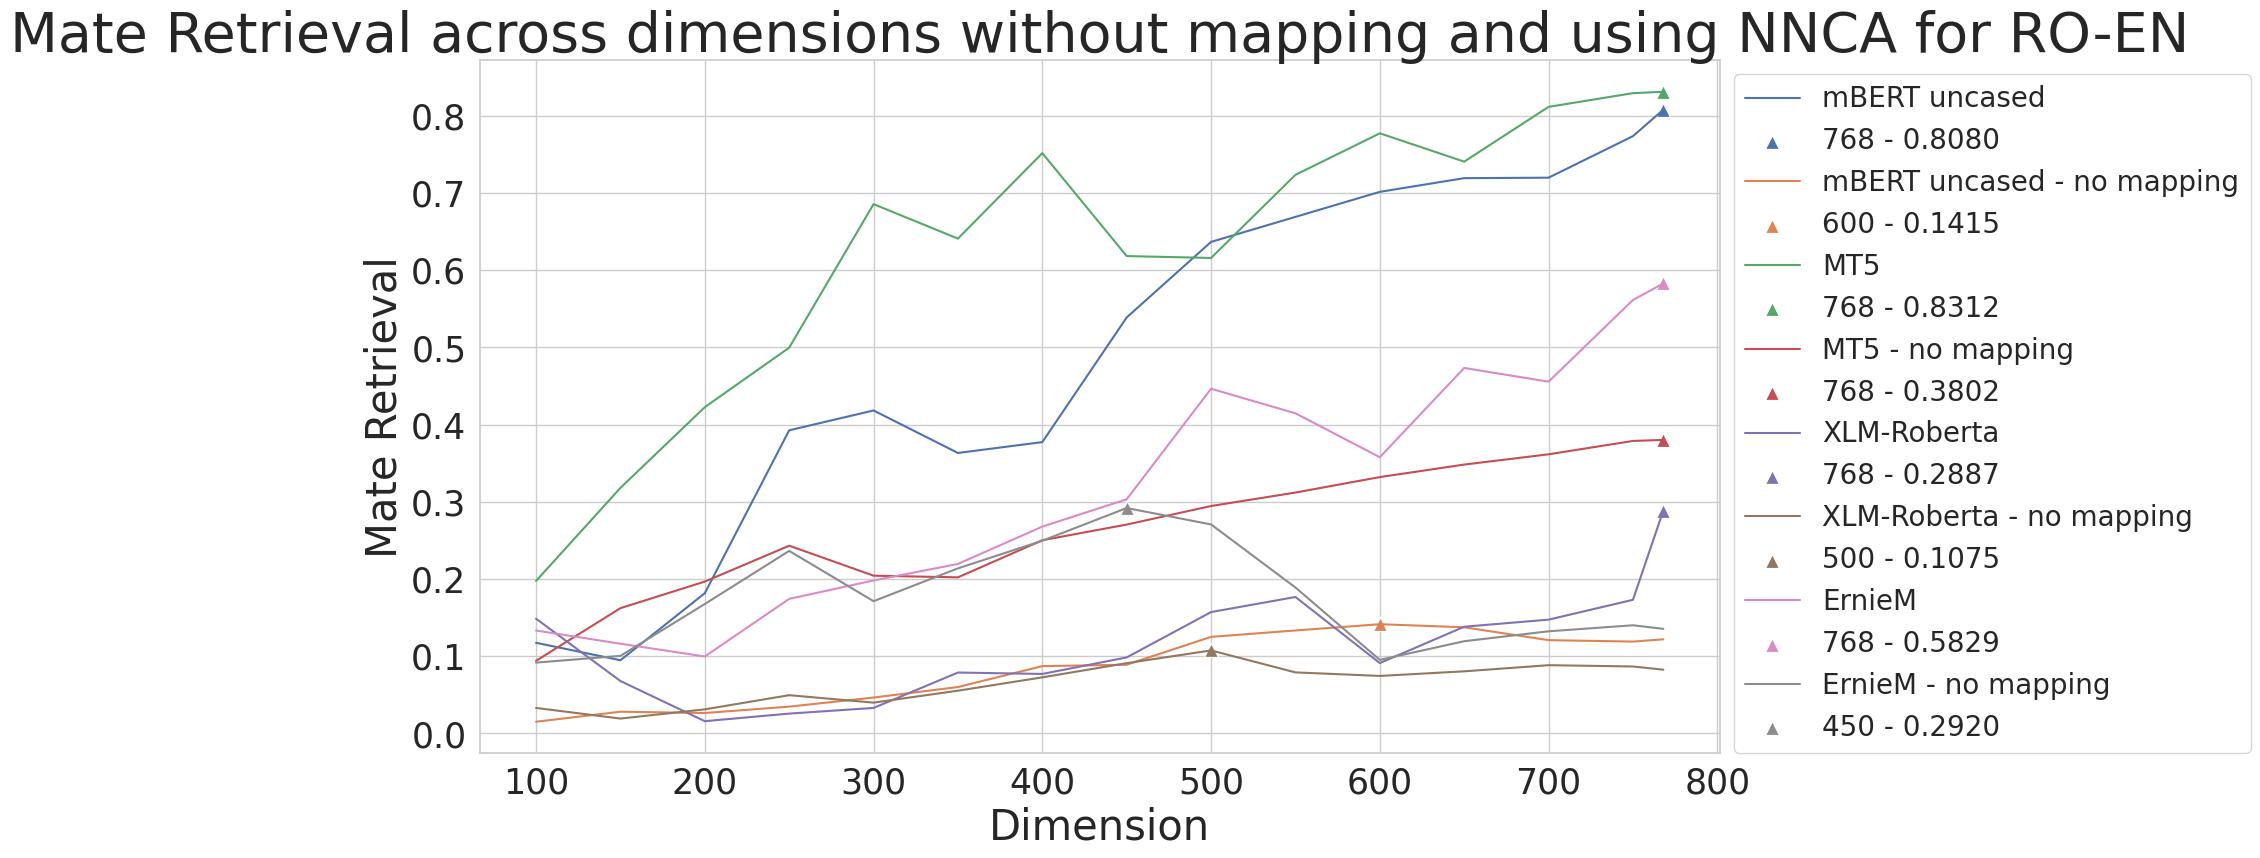 Mate Retrieval across dimensions without mapping and using NNCA for RO-EN
Mate Retrieval
0.8
0.7
0.6
0.5
0.4
0.3
0.2
0.1
0.0
100 200 300 400 500 600 700 800
Dimension
mBERT uncased
768 - 0.8080
mBERT uncased - no mapping
600 - 0.1415
MT5
768 - 0.8312
MT5 - no mapping
768 - 0.3802
XLM-Roberta
768 - 0.2887
XLM-Roberta - no mapping
500 - 0.1075
ErnieM
768 - 0.5829
ErnieM - no mapping
450 - 0.2920